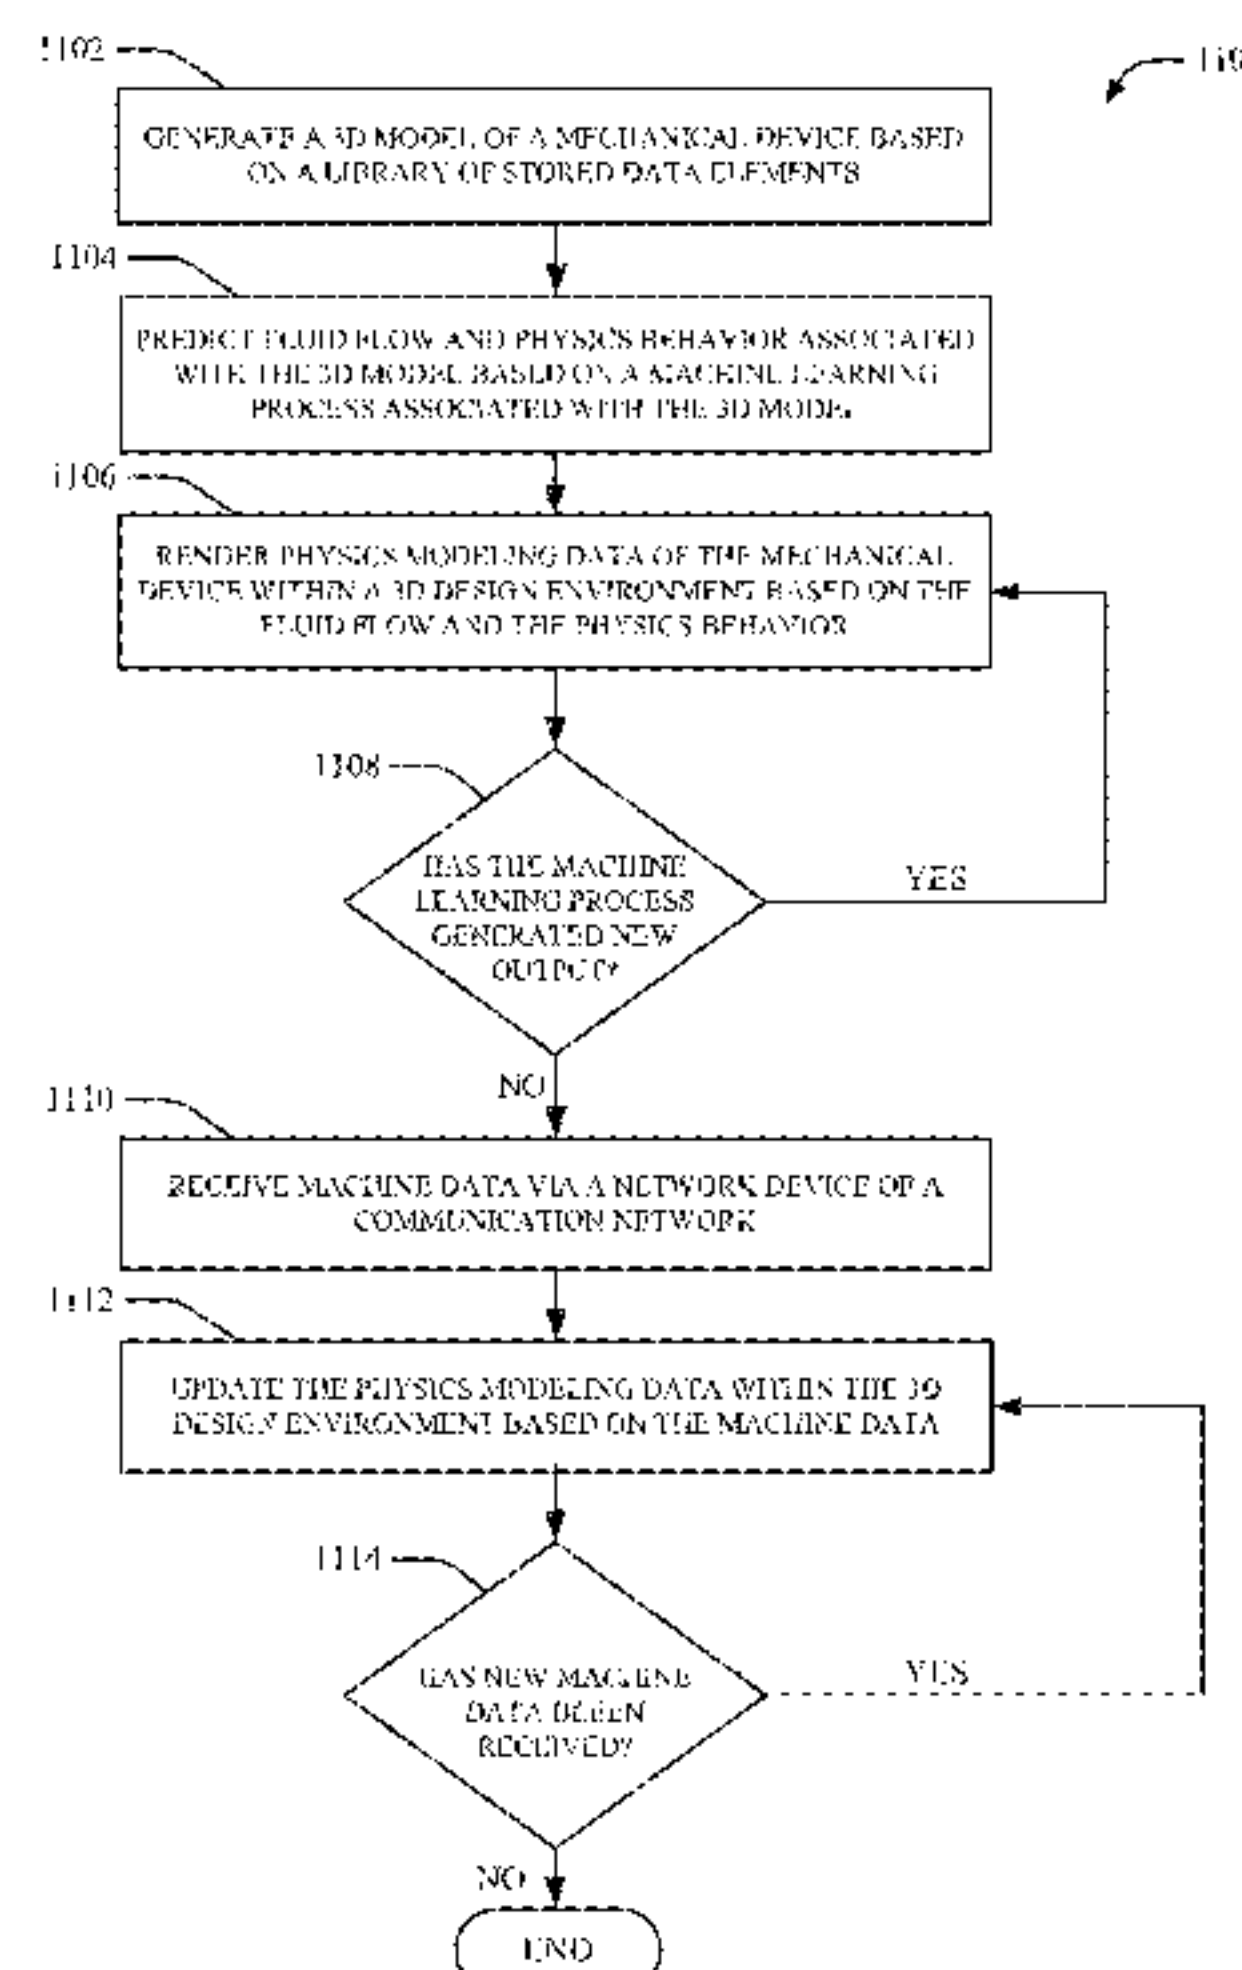 1102
GENERATE A 3D MODEL OF A MECHANICAL DEVICE BASED
ON A LIBRARY OF STORED DATA ELEMENTS
1104
PREDICT FLUID FLOW AND PHYSICS BEHAVIOR ASSOCIATED
WITH THE 3D MODEL BASED ON A MACHINE LEARNING
PROCESS ASSOCIATED WITH THE 3D MODEL
1106
RENDER PHYSICS MODELING DATA OF THE MECHANICAL
DEVICE WITHIN A 3D DESIGN ENVIRONMENT BASED ON THE
FLUID FLOW AND THE PHYSICS BEHAVIOR
1108
HAS THE MACHINE
LEARNING PROCESS
GENERATED NEW
OUTPUT?
YES
NO
1110
RECEIVE MACHINE DATA VIA A NETWORK DEVICE OF A
COMMUNICATION NETWORK
1112
UPDATE THE PHYSICS MODELING DATA WITHIN THE 3D
DESIGN ENVIRONMENT BASED ON THE MACHINE DATA
1114
HAS NEW MACHINE
DATA BEEEN
RECEIVED?
YES
NO
END